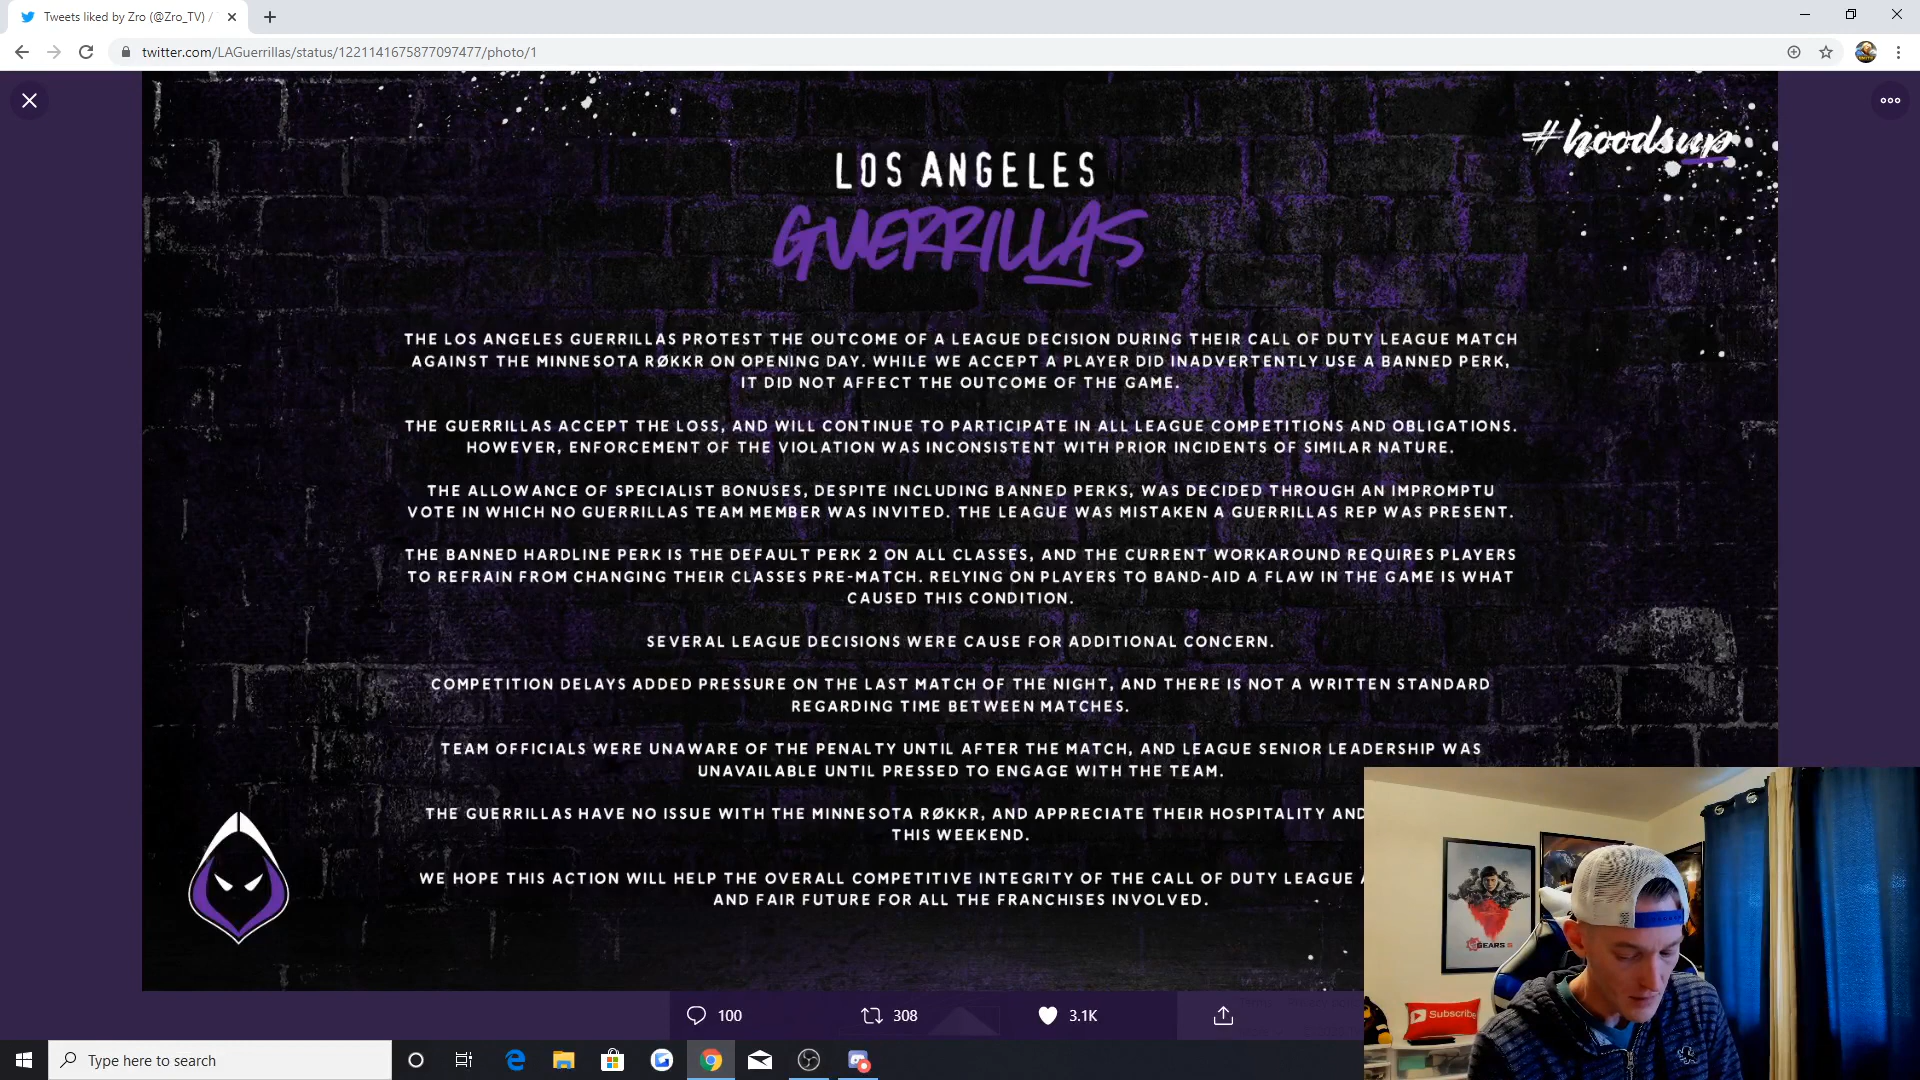 Tweets liked by Zro (@Zro_TV) /
twitter.com/LAGuerrillas/status/1221141675877097477/photo/1
#hoodsup
LOS ANGELES
GUERRILLAS
THE LOS ANGELES GUERRILLAS PROTEST THE OUTCOME OF A LEAGUE DECISION DURING THEIR CALL OF DUTY LEAGUE MATCH
AGAINST THE MINNESOTA RØKKR ON OPENING DAY. WHILE WE ACCEPT A PLAYER DID INADVERTENTLY USE A BANNED PERK,
IT DID NOT AFFECT THE OUTCOME OF THE GAME.
THE GUERRILLAS ACCEPT THE LOSS, AND WILL CONTINUE TO PARTICIPATE IN ALL LEAGUE COMPETITIONS AND OBLIGATIONS.
HOWEVER, ENFORCEMENT OF THE VIOLATION WAS INCONSISTENT WITH PRIOR INCIDENTS OF SIMILAR NATURE.
THE ALLOWANCE OF SPECIALIST BONUSES, DESPITE INCLUDING BANNED PERKS, WAS DECIDED THROUGH AN IMPROMPTU
VOTE IN WHICH NO GUERRILLAS TEAM MEMBER WAS INVITED. THE LEAGUE WAS MISTAKEN A GUERRILLAS REP WAS PRESENT.
THE BANNED HARDLINE PERK IS THE DEFAULT PERK 2 ON ALL CLASSES, AND THE CURRENT WORKAROUND REQUIRES PLAYERS
TO REFRAIN FROM CHANGING THEIR CLASSES PRE-MATCH. RELYING ON PLAYERS TO BAND-AID A FLAW IN THE GAME IS WHAT
CAUSED THIS CONDITION.
SEVERAL LEAGUE DECISIONS WERE CAUSE FOR ADDITIONAL CONCERN.
COMPETITION DELAYS ADDED PRESSURE ON THE LAST MATCH OF THE NIGHT, AND THERE IS NOT A WRITTEN STANDARD
REGARDING TIME BETWEEN MATCHES.
TEAM OFFICIALS WERE UNAWARE OF THE PENALTY UNTIL AFTER THE MATCH, AND LEAGUE SENIOR LEADERSHIP WAS
UNAVAILABLE UNTIL PRESSED TO ENGAGE WITH THE TEAM.
THE GUERRILLAS HAVE NO ISSUE WITH THE MINNESOTA RØKKR, AND APPRECIATE THEIR HOSPITALITY AND
THIS WEEKEND.
WE HOPE THIS ACTION WILL HELP THE OVERALL COMPETITIVE INTEGRITY OF THE CALL OF DUTY LEAGUE
AND FAIR FUTURE FOR ALL THE FRANCHISES INVOLVED.
GEARS 5
Subscribe
100
308
3.1K
Type here to search